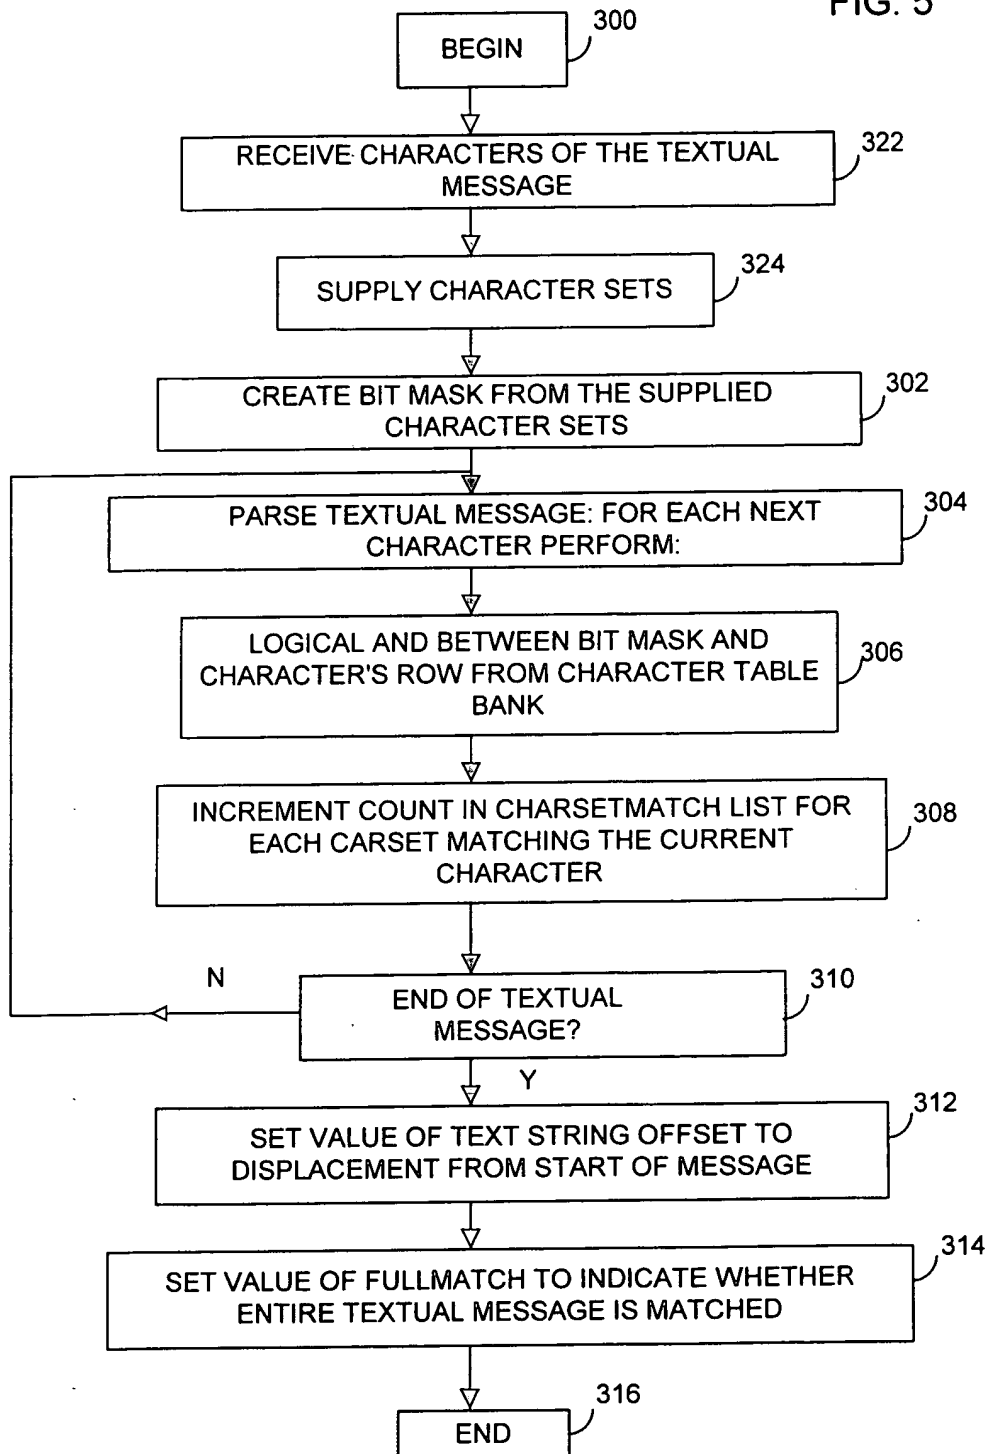 FIG. 5
BEGIN
300
RECEIVE CHARACTERS OF THE TEXTUAL
MESSAGE
322
SUPPLY CHARACTER SETS
324
CREATE BIT MASK FROM THE SUPPLIED
CHARACTER SETS
302
PARSE TEXTUAL MESSAGE: FOR EACH NEXT
CHARACTER PERFORM:
304
LOGICAL AND BETWEEN BIT MASK AND
CHARACTER'S ROW FROM CHARACTER TABLE
BANK
306
INCREMENT COUNT IN CHARSETMATCH LIST FOR
EACH CARSET MATCHING THE CURRENT
CHARACTER
308
N
END OF TEXTUAL
MESSAGE?
310
Y
SET VALUE OF TEXT STRING OFFSET TO
DISPLACEMENT FROM START OF MESSAGE
312
SET VALUE OF FULLMATCH TO INDICATE WHETHER
ENTIRE TEXTUAL MESSAGE IS MATCHED
314
END
316